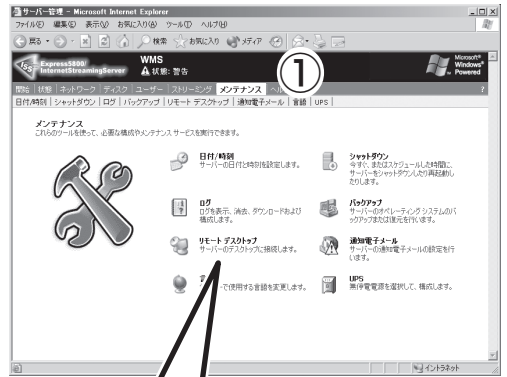 サーバー管理 - Microsoft Internet Explorer
ファイル(F) 編集(E) 表示(V) お気に入り(A) ツール(T) ヘルプ(H)
戻る 検索 お気に入り メディア
Express5800/
InternetStreamingServer
WMS
状態: 警告
Microsoft®
Windows®
Powered
開始 状態 ネットワーク ディスク ユーザー ストリーミング メンテナンス ?
①
日付/時刻 シャットダウン ログ バックアップ リモート デスクトップ 通知電子メール 言語 UPS
メンテナンス
これらのツールを使って、必要な構成やメンテナンス サービスを実行できます。
日付/時刻
サーバーの日付と時刻を設定します。
シャットダウン
今すぐ、またはスケジュールした時間に、
サーバーをシャットダウンしたり再起動し
たりします。
ログ
ログを表示、消去、ダウンロードおよび
構成します。
バックアップ
サーバーのオペレーティング システムのバ
ックアップまたは復元を行います。
リモート デスクトップ
サーバーのデスクトップに接続します。
通知電子メール
サーバーの通知電子メールの設定を行
います。
で使用する言語を変更します。
UPS
無停電電源を選択して、構成します。
イントラネット